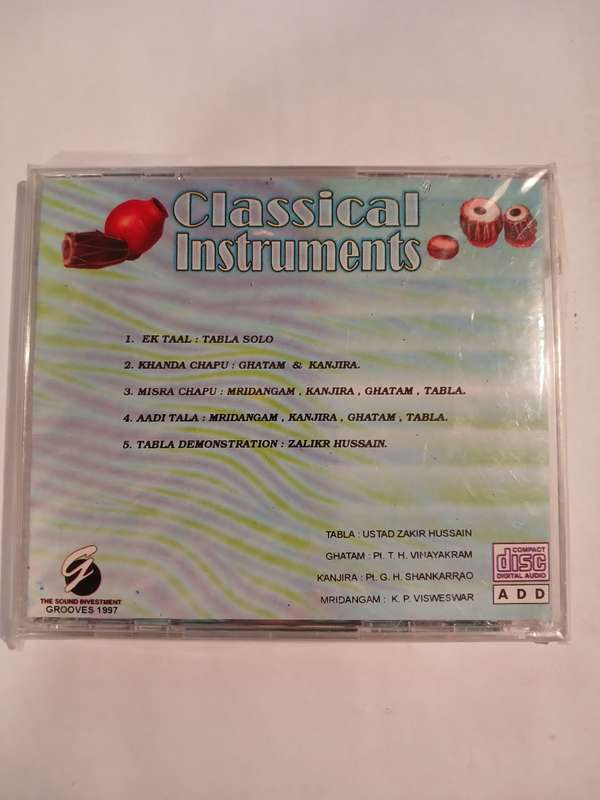 Classical
Instruments
1. EK TAAL : TABLA SOLO
2. KHANDA CHAPU : GHATAM & KANJIRA.
3. MISRA CHAPU : MRIDANGAM , KANJIRA , GHATAM , TABLA.
4. AADI TALA : MRIDANGAM , KANJIRA , GHATAM , TABLA.
5. TABLA DEMONSTRATION : ZALIKR HUSSAIN.
TABLA : USTAD ZAKIR HUSSAIN
GHATAM : Pt. T. H. VINAYAKRAM
KANJIRA : Pt. G. H. SHANKARRAO
MRIDANGAM : K. P. VISWESWAR
G
THE SOUND INVESTMENT
GROOVES 1997
COMPACT
disc
DIGITAL AUDIO
A D D